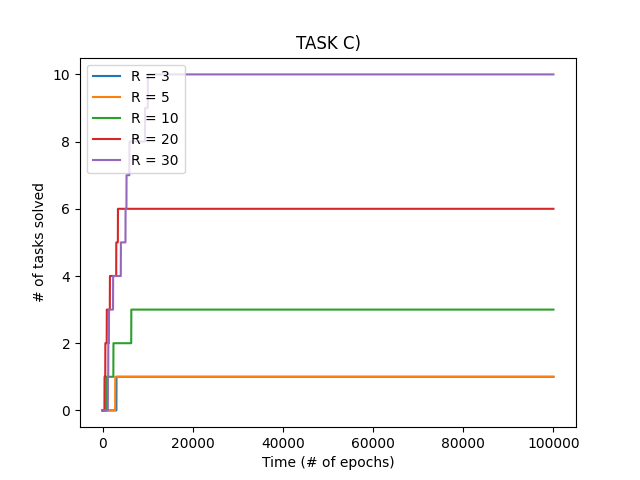 TASK C)
R = 3
R = 5
R = 10
R = 20
R = 30
10
8
6
4
2
0
# of tasks solved
0 20000 40000 60000 80000 100000
Time (# of epochs)